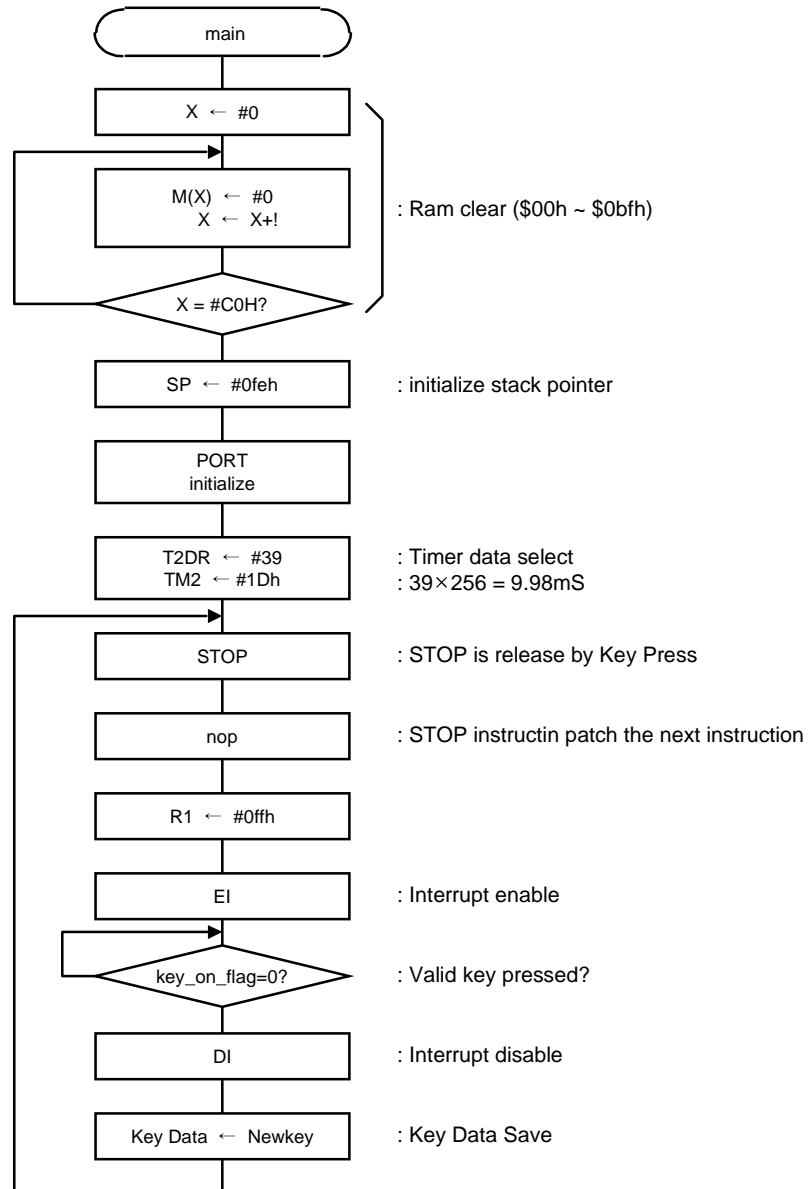 main
X ← #0
M(X) ← #0
X ← X+!
: Ram clear ($00h ~ $0bfh)
X = #C0H?
SP ← #0feh
: initialize stack pointer
PORT
initialize
T2DR ← #39
: Timer data select
TM2 ← #1Dh
: 39×256 = 9.98mS
STOP
: STOP is release by Key Press
nop
: STOP instructin patch the next instruction
R1 ← #0ffh
EI
: Interrupt enable
key_on_flag=0?
: Valid key pressed?
DI
: Interrupt disable
Key Data ← Newkey
: Key Data Save